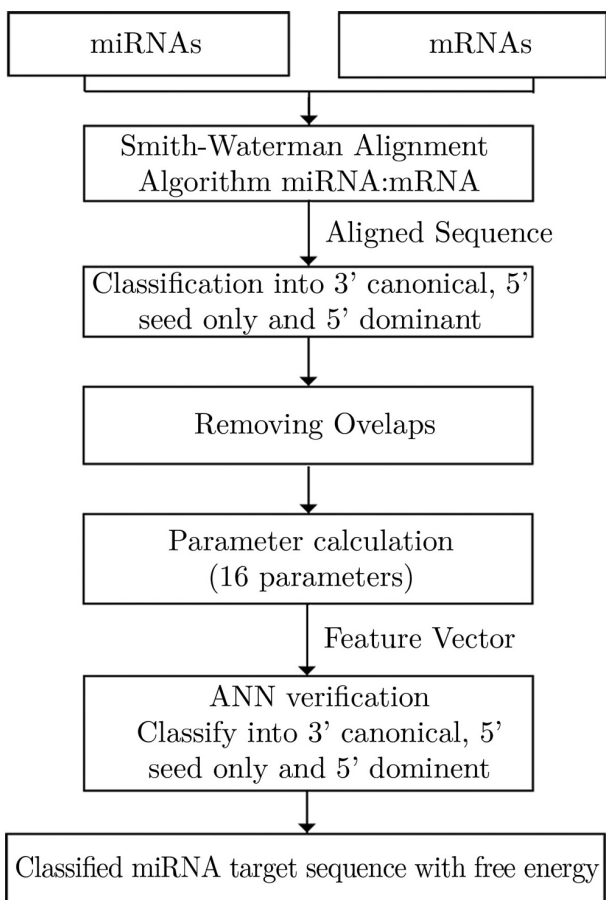 miRNAs
mRNAs
Smith-Waterman Alignment
Algorithm miRNA:mRNA
Aligned Sequence
Classification into 3' canonical, 5'
seed only and 5' dominant
Removing Ovelaps
Parameter calculation
(16 parameters)
Feature Vector
ANN verification
Classify into 3' canonical, 5'
seed only and 5' dominent
Classified miRNA target sequence with free energy